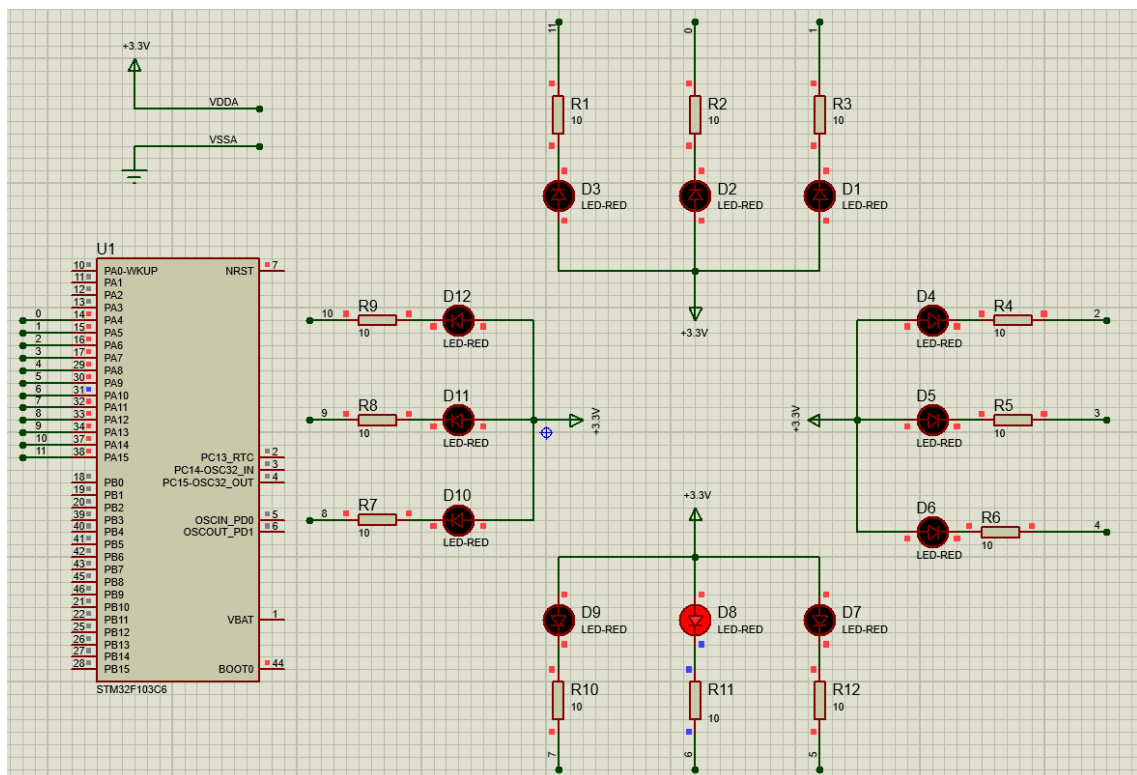 11
0
1
+3.3V
VDDA
VSSA
R1
10
R2
10
R3
10
D3
LED-RED
D2
LED-RED
D1
LED-RED
+3.3V
U1
10 PA0-WKUP NRST 7
11 PA1
12 PA2
13 PA3
0 14 PA4
1 15 PA5
2 16 PA6
3 17 PA7
4 29 PA8
5 30 PA9
6 31 PA10
7 32 PA11
8 33 PA12
9 34 PA13
10 37 PA14
11 38 PA15
PC13_RTC 2
PC14-OSC32_IN 3
PC15-OSC32_OUT 4
18 PB0
19 PB1
20 PB2
39 PB3 OSCIN_PD0 5
40 PB4 OSCOUT_PD1 6
41 PB5
42 PB6
43 PB7
45 PB8
46 PB9
21 PB10
22 PB11 VBAT 1
25 PB12
26 PB13
27 PB14
28 PB15 BOOT0 44
STM32F103C6
10 R9
10
D12
LED-RED
9 R8
10
D11
LED-RED
+3.3V
8 R7
10
D10
LED-RED
D4
LED-RED
R4
10
2
+3.3V
D5
LED-RED
R5
10
3
D6
LED-RED
R6
10
4
+3.3V
D9
LED-RED
D8
LED-RED
D7
LED-RED
R10
10
R11
10
R12
10
7
6
5